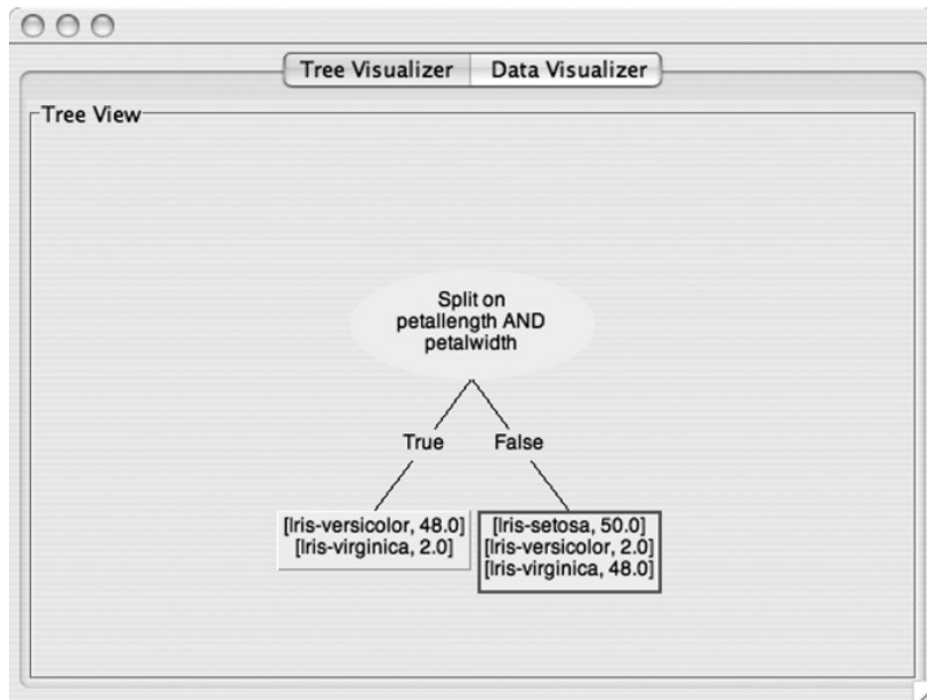 Tree Visualizer Data Visualizer
Tree View
Split on
petallength AND
petalwidth
True False
[Iris-versicolor, 48.0]
[Iris-virginica, 2.0]
[Iris-setosa, 50.0]
[Iris-versicolor, 2.0]
[Iris-virginica, 48.0]